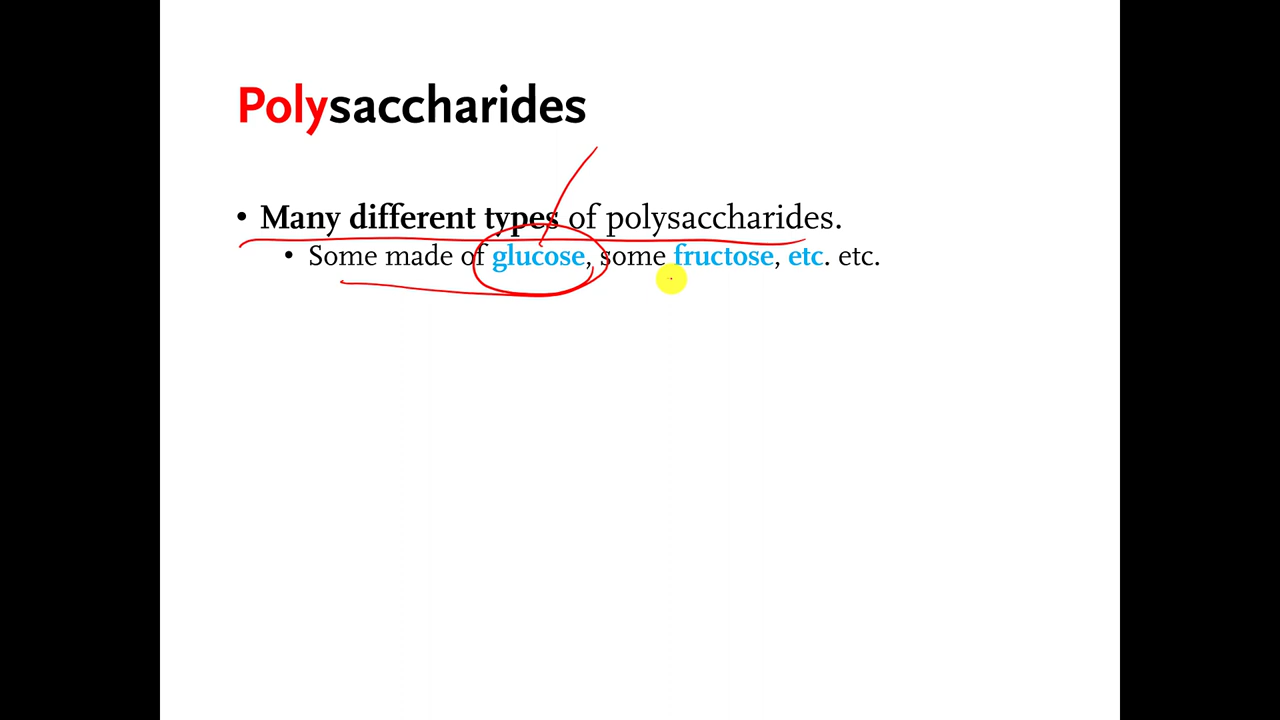 Polysaccharides
• Many different types of polysaccharides.
• Some made of glucose, some fructose, etc. etc.